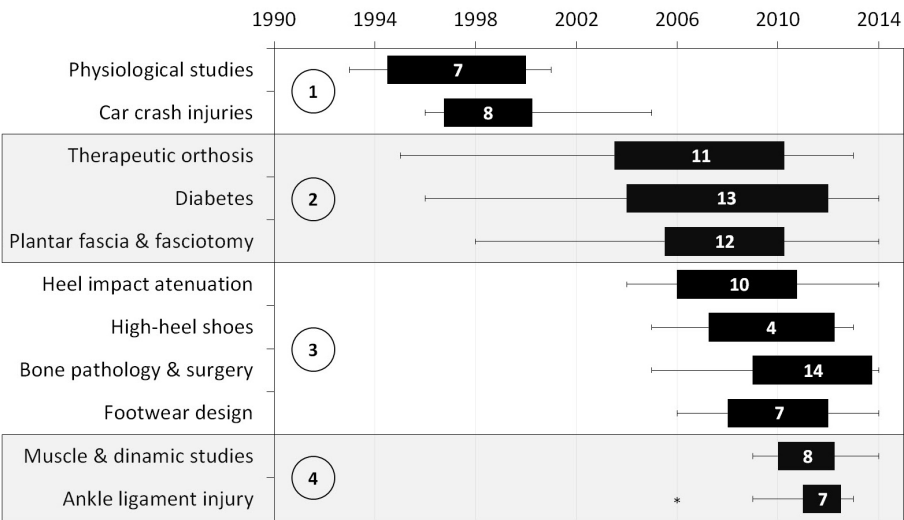 1990 1994 1998 2002 2006 2010 2014
Physiological studies 7
1
Car crash injuries 8
Therapeutic orthosis 11
Diabetes 2 13
Plantar fascia & fasciotomy 12
Heel impact atenuation 10
High-heel shoes 4
3
Bone pathology & surgery 14
Footwear design 7
Muscle & dinamic studies 8
4
Ankle ligament injury * 7